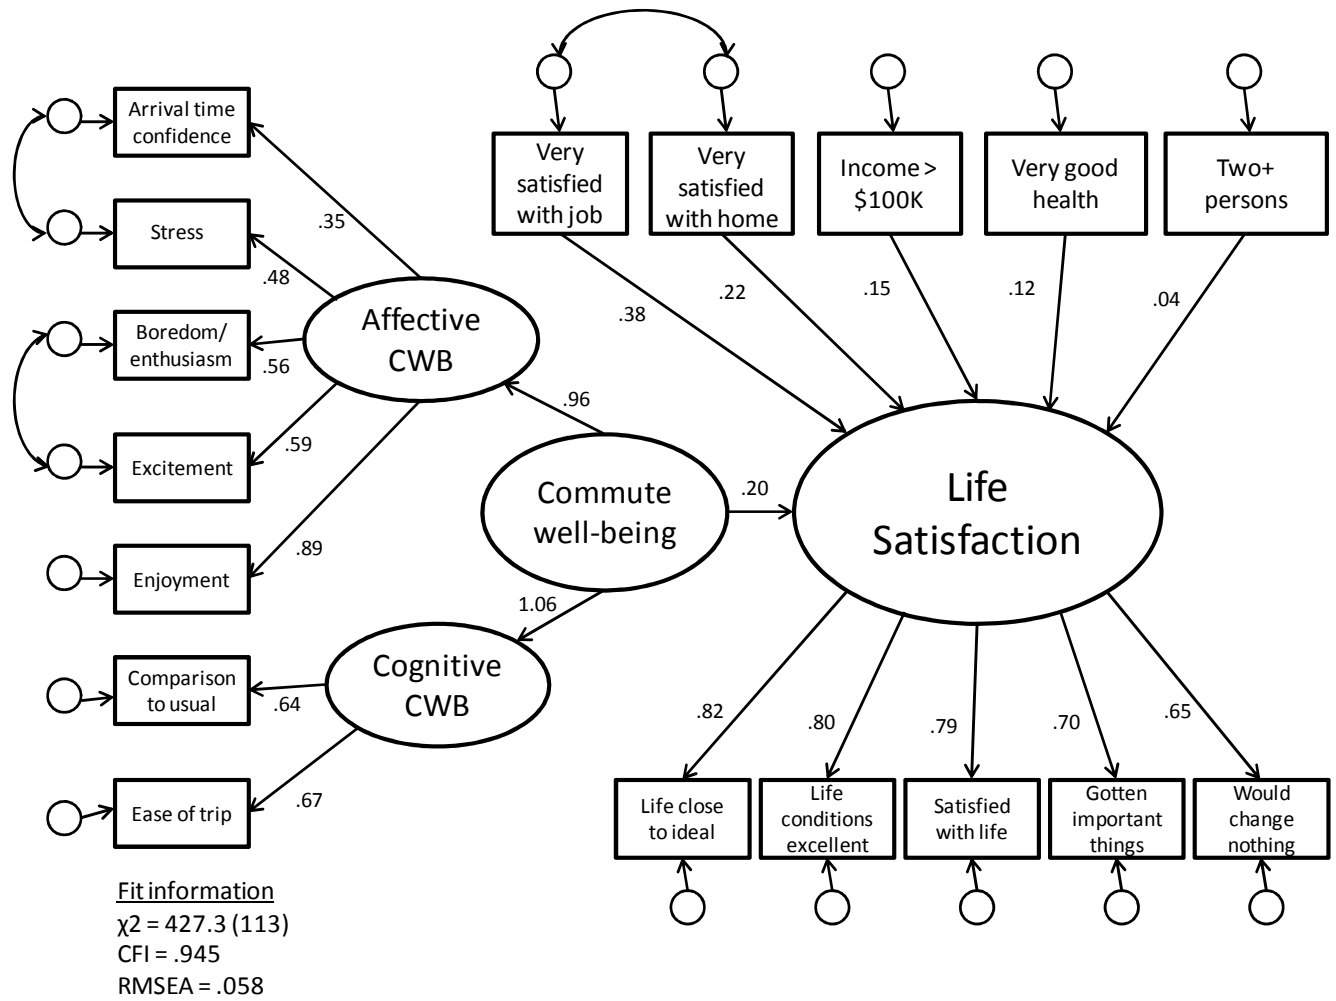 Arrival time
confidence
Stress
Boredom/
enthusiasm
Excitement
Enjoyment
Comparison
to usual
Ease of trip
.35
.48
.56
.59
.89
.64
.67
Affective
CWB
Cognitive
CWB
.96
1.06
Commute
well-being
.20
Very
satisfied
with job
Very
satisfied
with home
Income >
$100K
Very good
health
Two+
persons
.38
.22
.15
.12
.04
Life
Satisfaction
.82
.80
.79
.70
.65
Life close
to ideal
Life
conditions
excellent
Satisfied
with life
Gotten
important
things
Would
change
nothing
Fit information
χ2 = 427.3 (113)
CFI = .945
RMSEA = .058